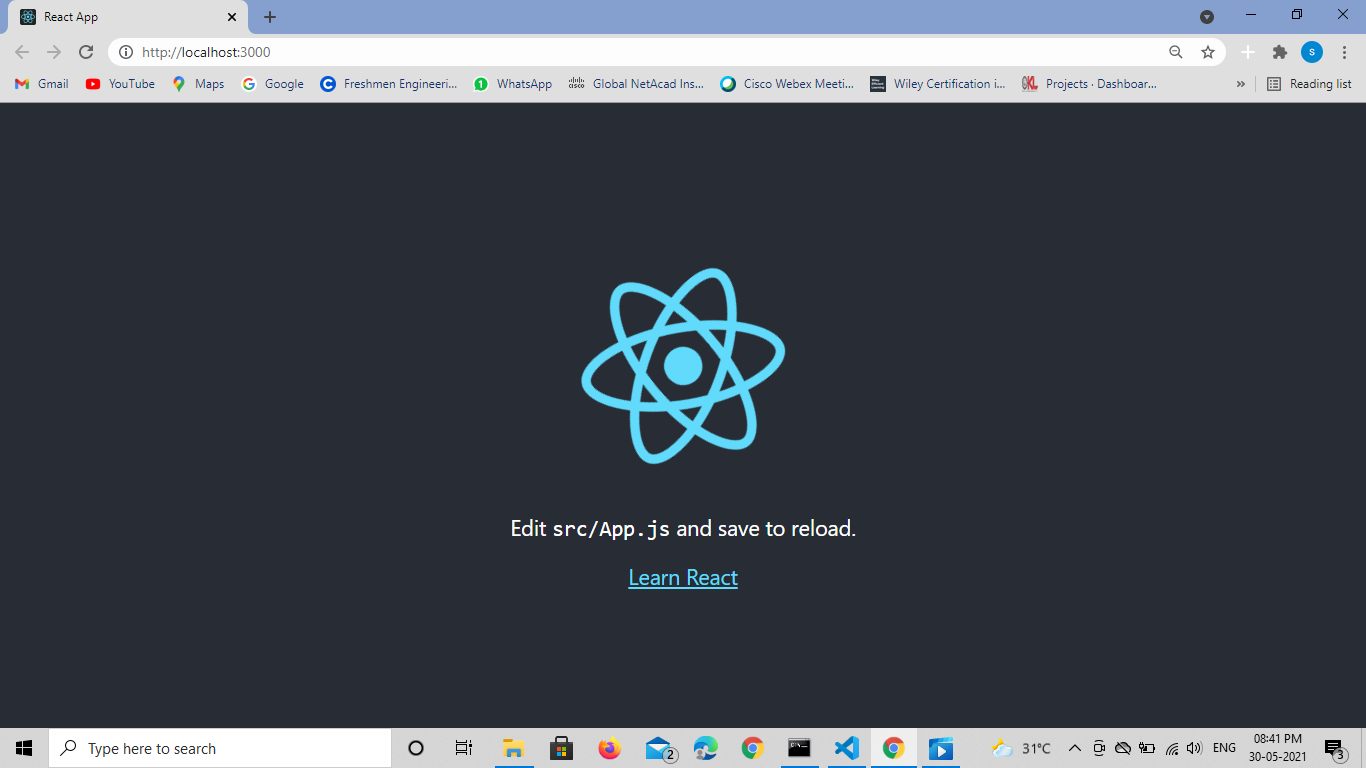 React App
http://localhost:3000
s
Gmail YouTube Maps Google Freshmen Engineeri... WhatsApp Global NetAcad Ins... Cisco Webex Meeti... Wiley Certification i... Projects · Dashboar... » Reading list
Edit src/App.js and save to reload.
Learn React
Type here to search
2
31°C
ENG
08:41 PM
30-05-2021
3